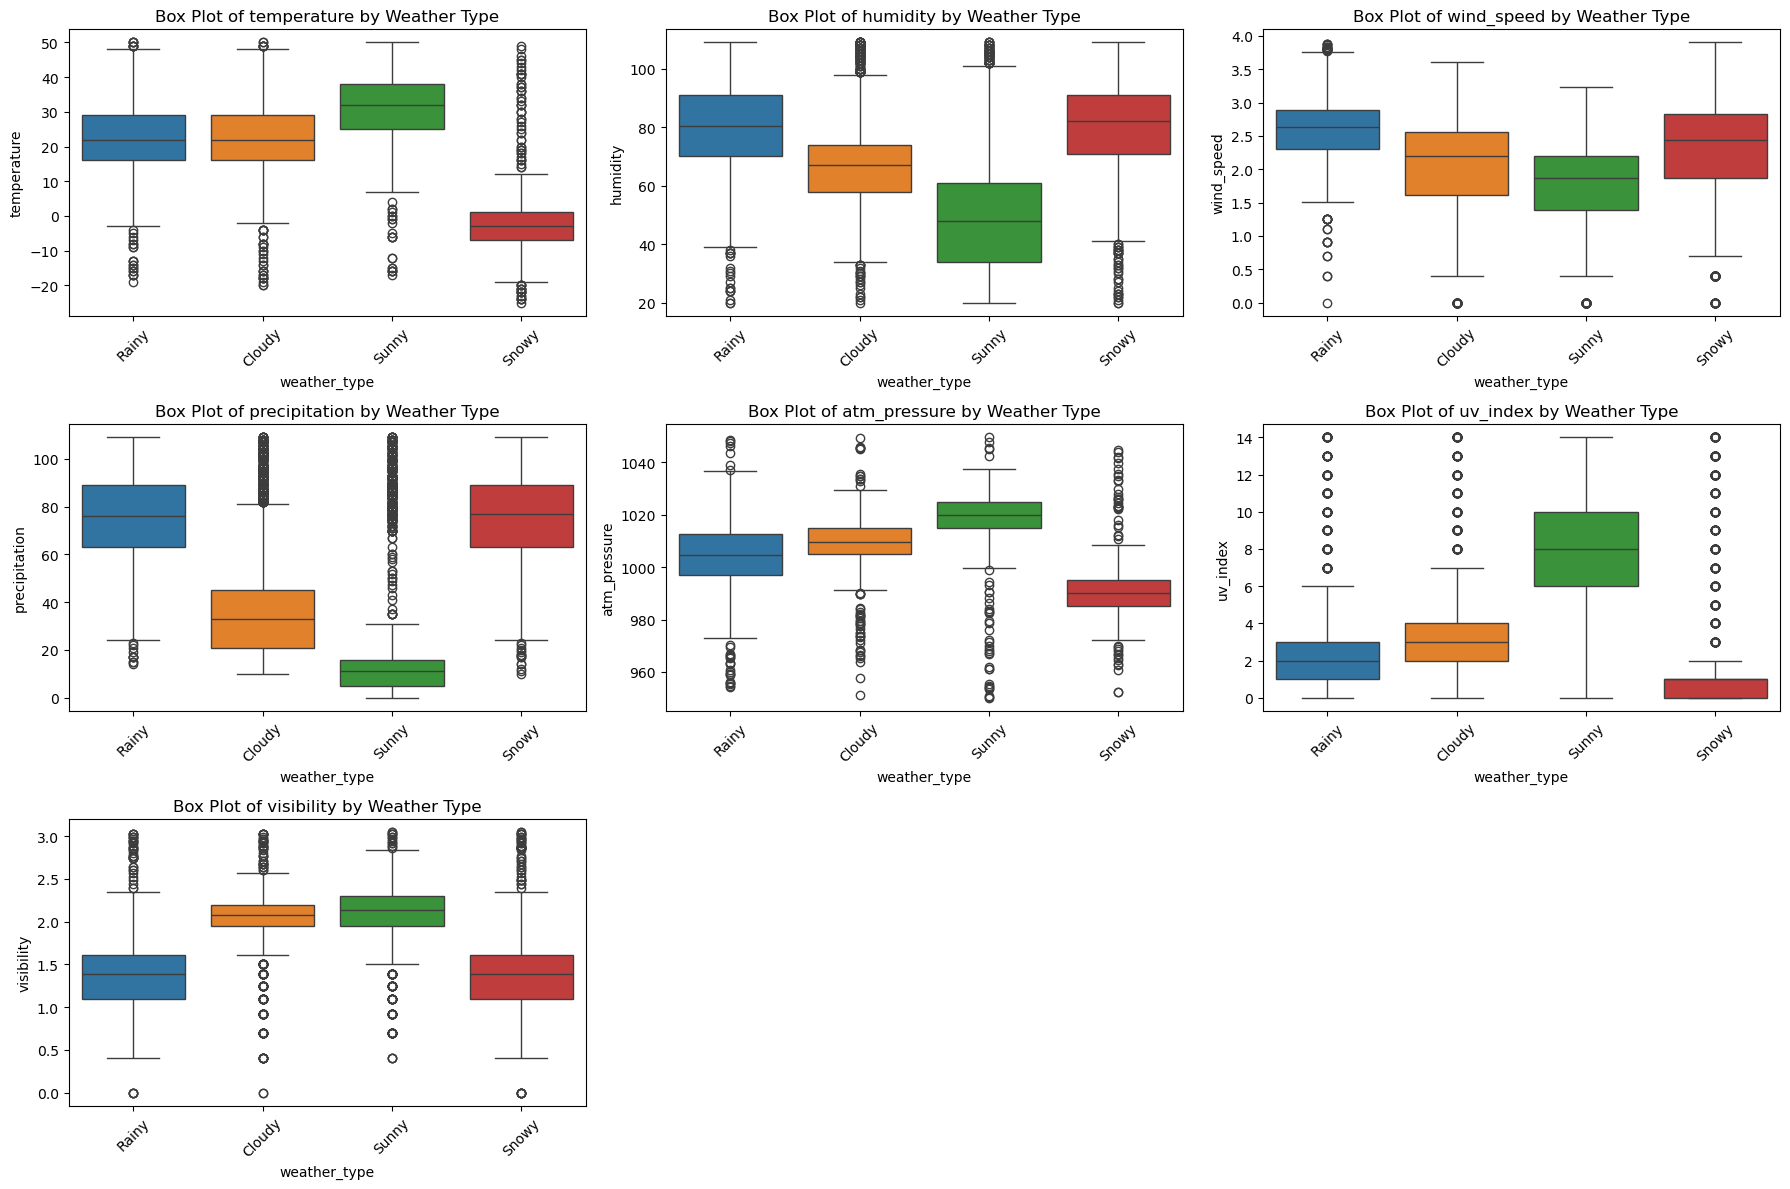 Box Plot of temperature by Weather Type
50
40
30
20
10
0
−10
−20
temperature
Rainy
Cloudy
Sunny
Snowy
weather_type
Box Plot of humidity by Weather Type
100
80
60
40
20
humidity
Rainy
Cloudy
Sunny
Snowy
weather_type
Box Plot of wind_speed by Weather Type
4.0
3.5
3.0
2.5
2.0
1.5
1.0
0.5
0.0
wind_speed
Rainy
Cloudy
Sunny
Snowy
weather_type
Box Plot of precipitation by Weather Type
100
80
60
40
20
0
precipitation
Rainy
Cloudy
Sunny
Snowy
weather_type
Box Plot of atm_pressure by Weather Type
1040
1020
1000
980
960
atm_pressure
Rainy
Cloudy
Sunny
Snowy
weather_type
Box Plot of uv_index by Weather Type
14
12
10
8
6
4
2
0
uv_index
Rainy
Cloudy
Sunny
Snowy
weather_type
Box Plot of visibility by Weather Type
3.0
2.5
2.0
1.5
1.0
0.5
0.0
visibility
Rainy
Cloudy
Sunny
Snowy
weather_type